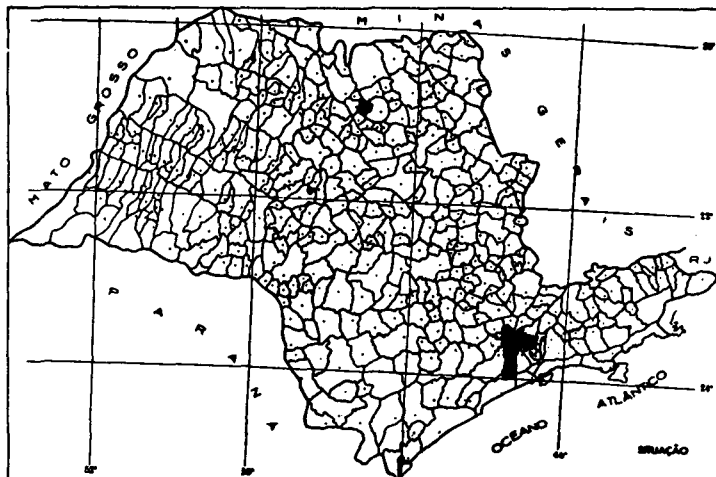 MINAS GERAIS
MATO GROSSO
RJ
PARANÁ
ATLÂNTICO
OCEANO
SITUAÇÃO